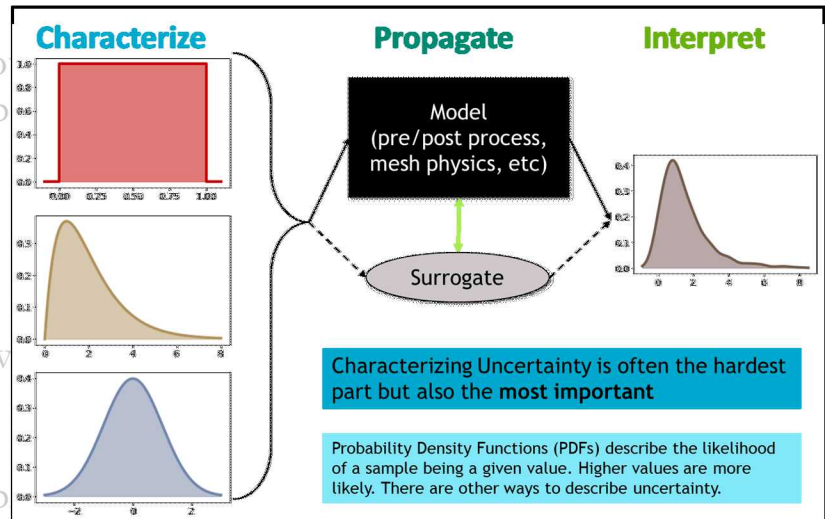 Characterize
Propagate
Interpret
1.0
0.8
0.6
0.4
0.2
0.0
0.00 0.25 0.50 0.75 1.00
0.3
0.2
0.1
0.0
0 2 4 6 8
0.4
0.3
0.2
0.1
0.0
−2 0 2
Model
(pre/post process,
mesh physics, etc)
Surrogate
0.4
0.3
0.2
0.1
0.0
0 2 4 6 8
Characterizing Uncertainty is often the hardest
part but also the most important
Probability Density Functions (PDFs) describe the likelihood
of a sample being a given value. Higher values are more
likely. There are other ways to describe uncertainty.